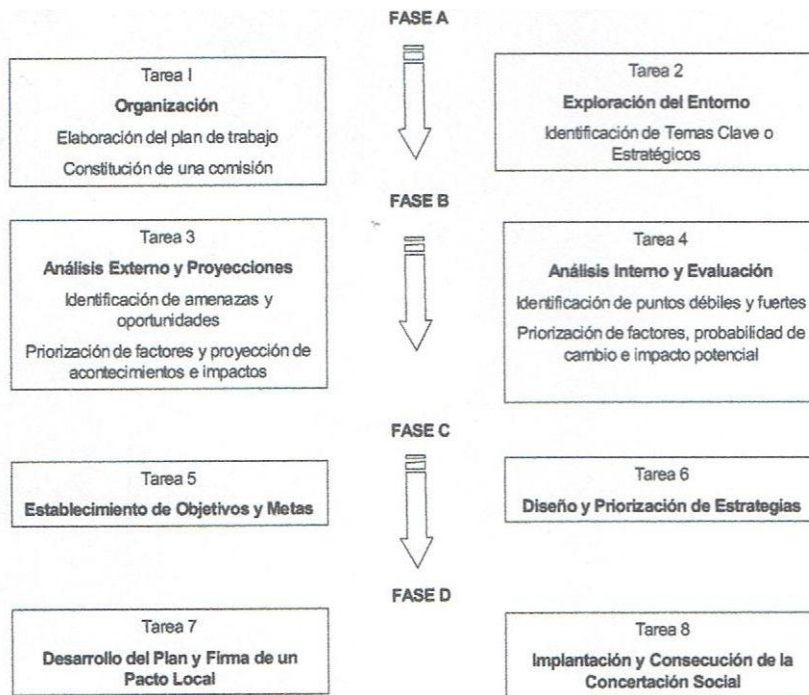 FASE A
Tarea I
Organización
Elaboración del plan de trabajo
Constitución de una comisión
Tarea 2
Exploración del Entorno
Identificación de Temas Clave o
Estratégicos
FASE B
Tarea 3
Análisis Externo y Proyecciones
Identificación de amenazas y
oportunidades
Priorización de factores y proyección de
acontecimientos e impactos
Tarea 4
Análisis Interno y Evaluación
Identificación de puntos débiles y fuertes
Priorización de factores, probabilidad de
cambio e impacto potencial
FASE C
Tarea 5
Establecimiento de Objetivos y Metas
Tarea 6
Diseño y Priorización de Estrategias
FASE D
Tarea 7
Desarrollo del Plan y Firma de un
Pacto Local
Tarea 8
Implantación y Consecución de la
Concertación Social